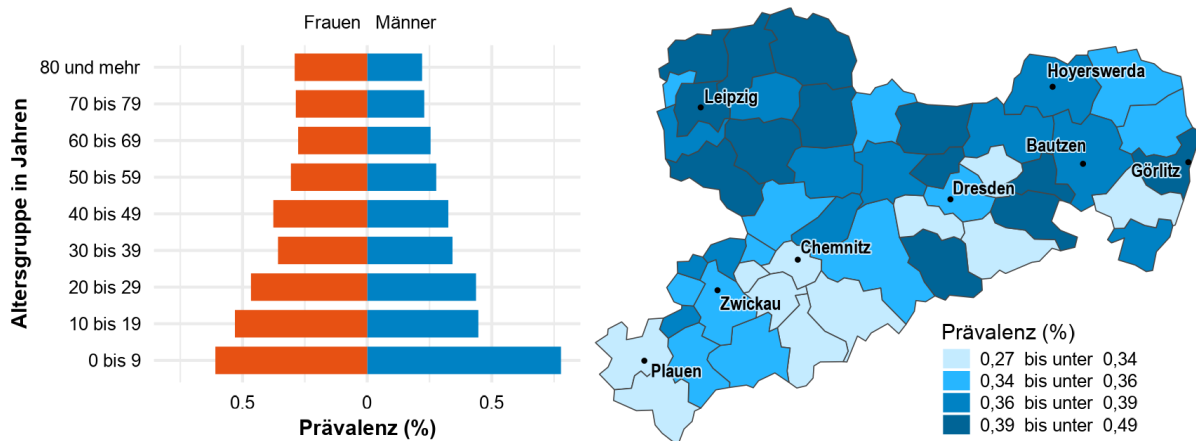 Frauen Männer
80 und mehr
70 bis 79
60 bis 69
50 bis 59
40 bis 49
30 bis 39
20 bis 29
10 bis 19
0 bis 9
Altersgruppe in Jahren
0.5 0 0.5
Prävalenz (%)
Hoyerswerda
Leipzig
Bautzen
Görlitz
Dresden
Chemnitz
Zwickau
Plauen
Prävalenz (%)
0,27 bis unter 0,34
0,34 bis unter 0,36
0,36 bis unter 0,39
0,39 bis unter 0,49